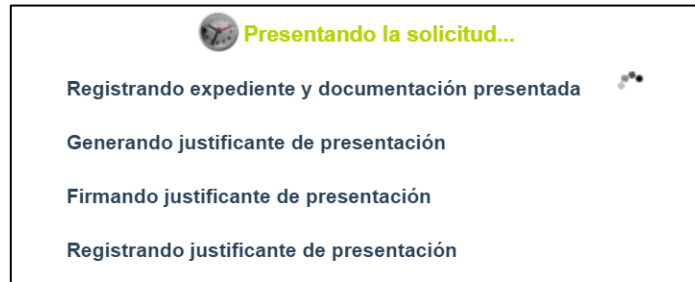 Presentando la solicitud...
Registrando expediente y documentación presentada
Generando justificante de presentación
Firmando justificante de presentación
Registrando justificante de presentación